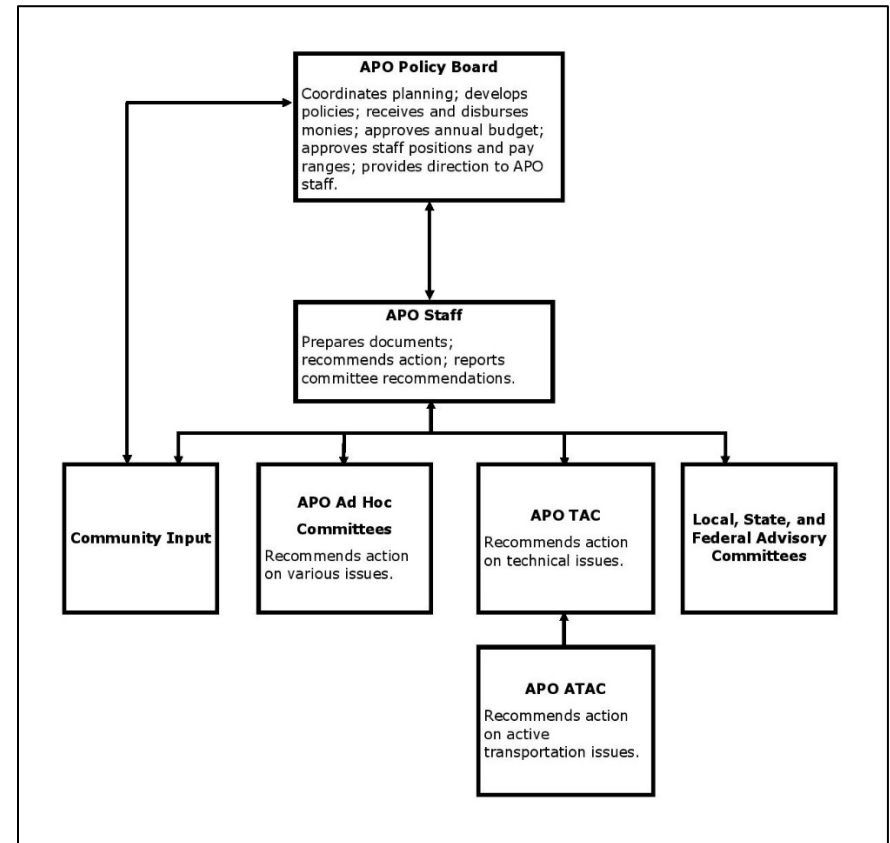 APO Policy Board
Coordinates planning; develops
policies; receives and disburses
monies; approves annual budget;
approves staff positions and pay
ranges; provides direction to APO
staff.
APO Staff
Prepares documents;
recommends action; reports
committee recommendations.
Community Input
APO Ad Hoc
Committees
Recommends action
on various issues.
APO TAC
Recommends action
on technical issues.
Local, State, and
Federal Advisory
Committees
APO ATAC
Recommends action
on active
transportation issues.